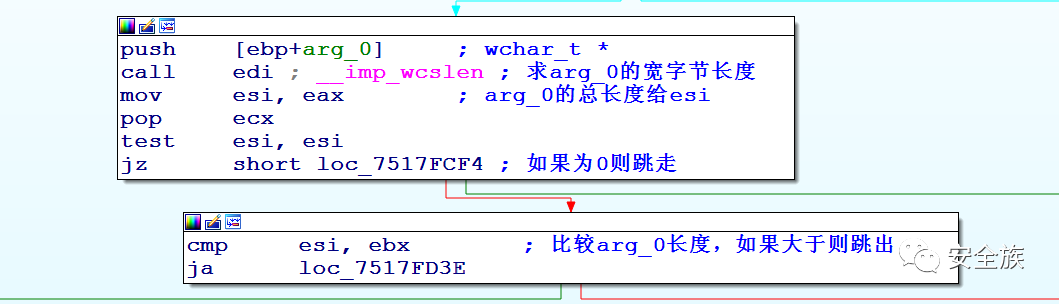 push    [ebp+arg_0]      ; wchar_t *
call    edi ; __imp_wcslen ; 求arg_0的宽字节长度
mov     esi, eax         ; arg_0的总长度给esi
pop     ecx
test    esi, esi
jz      short loc_7517FCF4 ; 如果为0则跳走
cmp     esi, ebx         ; 比较arg_0长度，如果大于则跳出
ja      loc_7517FD3E
安全族